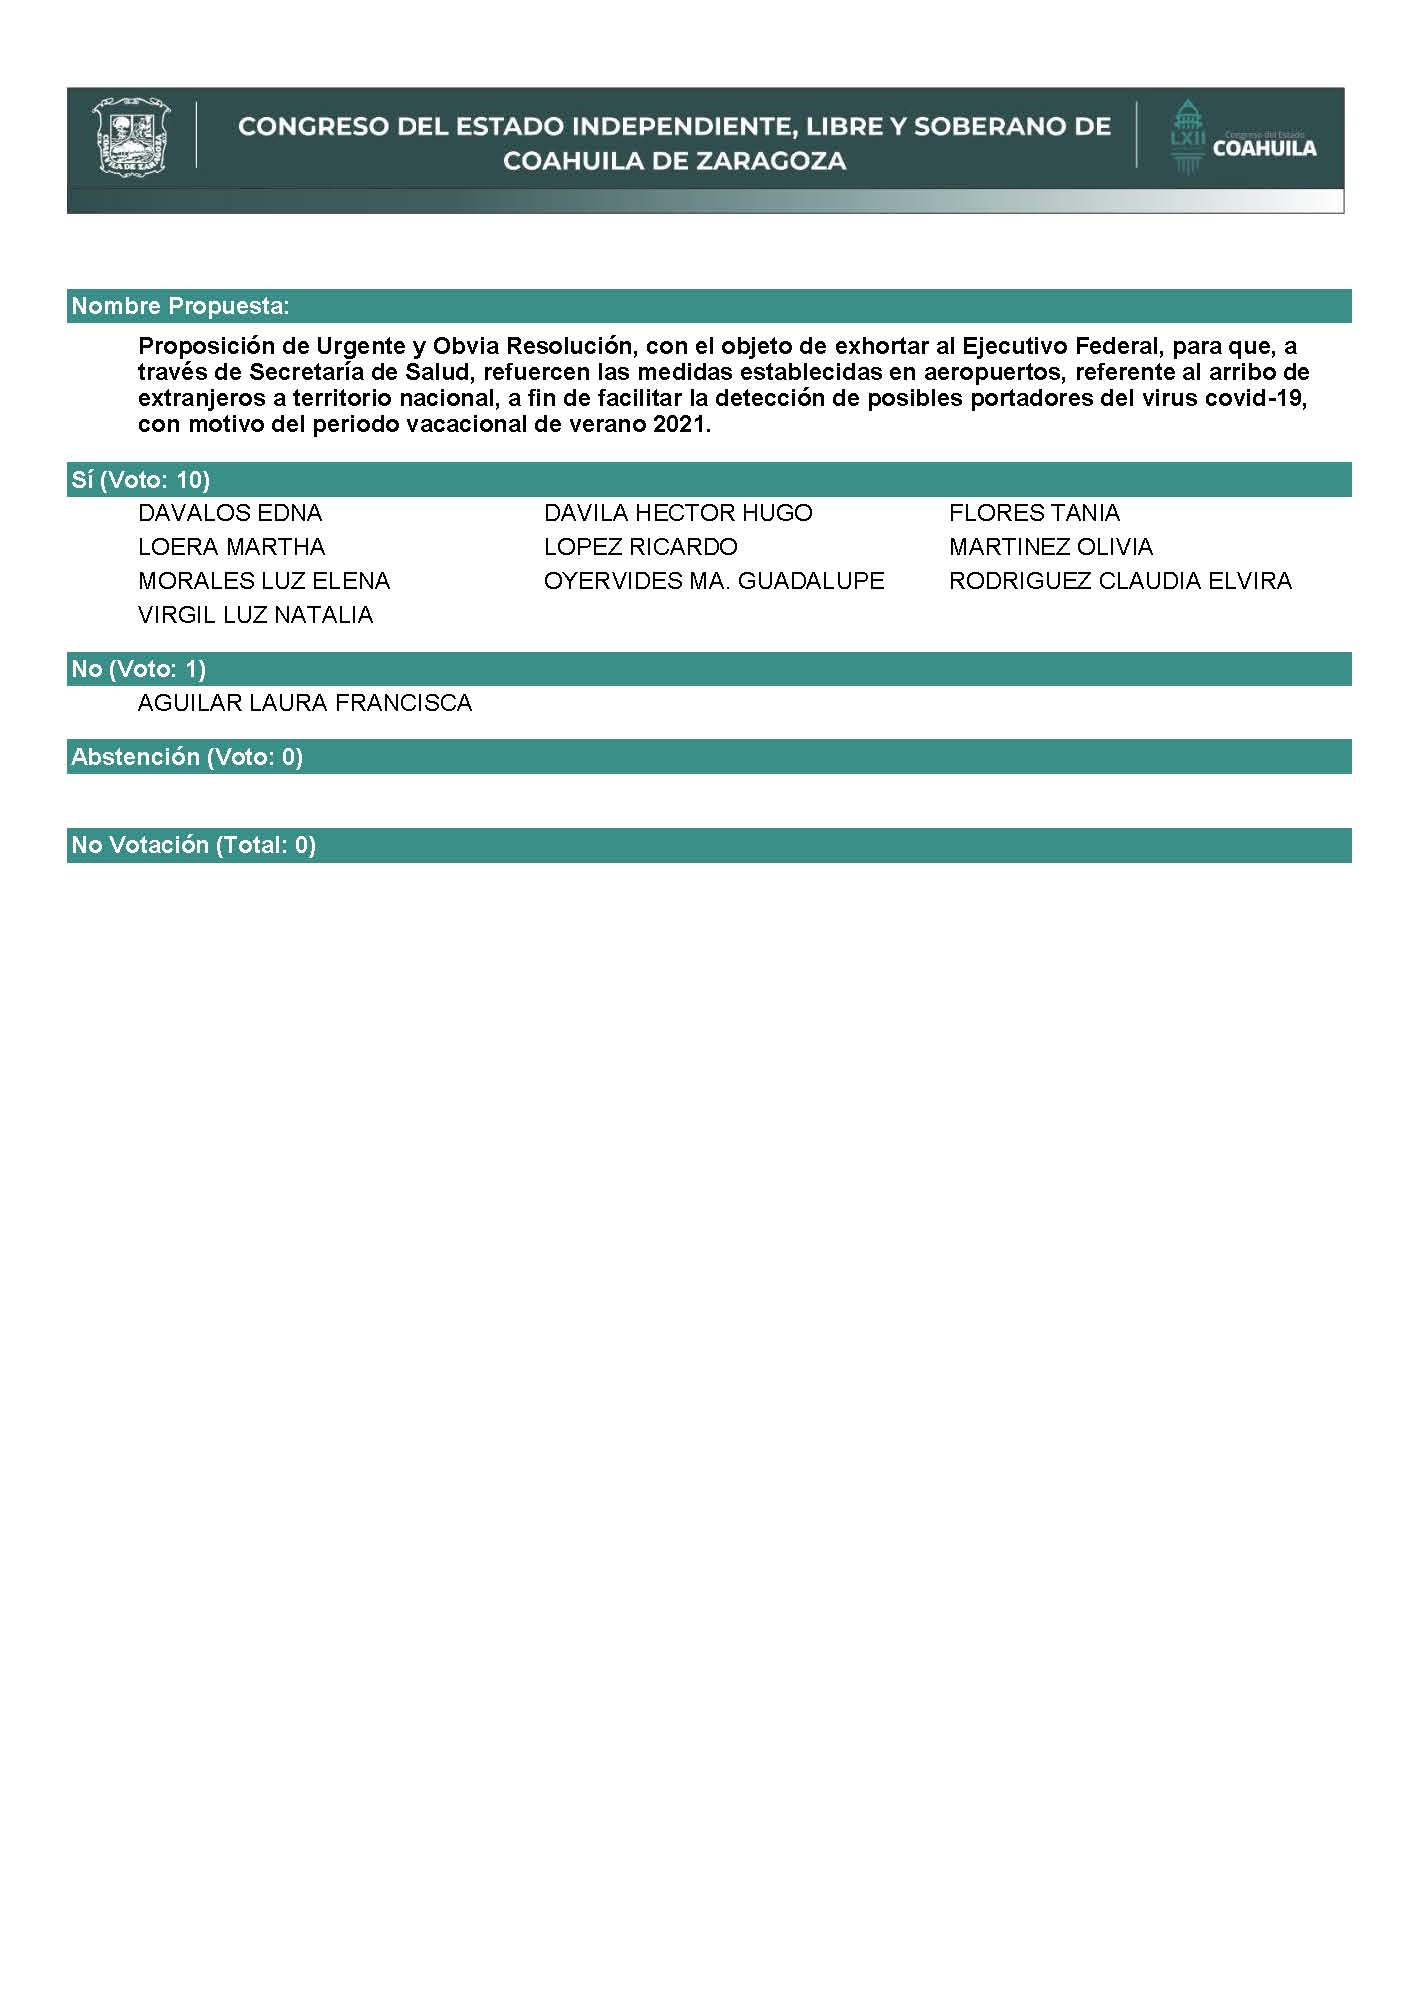 CONGRESO DEL ESTADO INDEPENDIENTE, LIBRE Y SOBERANO DE
COAHUILA DE ZARAGOZA
COAHUILA DE ZARAGOZA
LXII
Congreso del Estado
COAHUILA
Nombre Propuesta:
Proposición de Urgente y Obvia Resolución, con el objeto de exhortar al Ejecutivo Federal, para que, a
través de Secretaría de Salud, refuercen las medidas establecidas en aeropuertos, referente al arribo de
extranjeros a territorio nacional, a fin de facilitar la detección de posibles portadores del virus covid-19,
con motivo del periodo vacacional de verano 2021.
Sí (Voto: 10)
DAVALOS EDNA DAVILA HECTOR HUGO FLORES TANIA
LOERA MARTHA LOPEZ RICARDO MARTINEZ OLIVIA
MORALES LUZ ELENA OYERVIDES MA. GUADALUPE RODRIGUEZ CLAUDIA ELVIRA
VIRGIL LUZ NATALIA
No (Voto: 1)
AGUILAR LAURA FRANCISCA
Abstención (Voto: 0)
No Votación (Total: 0)